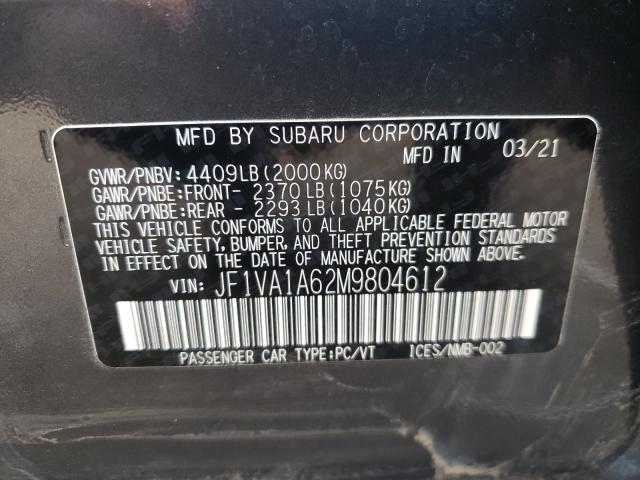 MFD BY SUBARU CORPORATION
MFD IN 03/21
GVWR/PNBV: 4409LB(2000KG)
GAWR/PNBE:FRONT- 2370LB(1075KG)
GAWR/PNBE:REAR - 2293LB(1040KG)
THIS VEHICLE CONFORMS TO ALL APPLICABLE FEDERAL MOTOR
VEHICLE SAFETY, BUMPER, AND THEFT PREVENTION STANDARDS
IN EFFECT ON THE DATE OF MANUFACTURE SHOWN ABOVE.
VIN: JF1VA1A62M9804612
PASSENGER CAR TYPE:PC/VT ICES/NMB-002